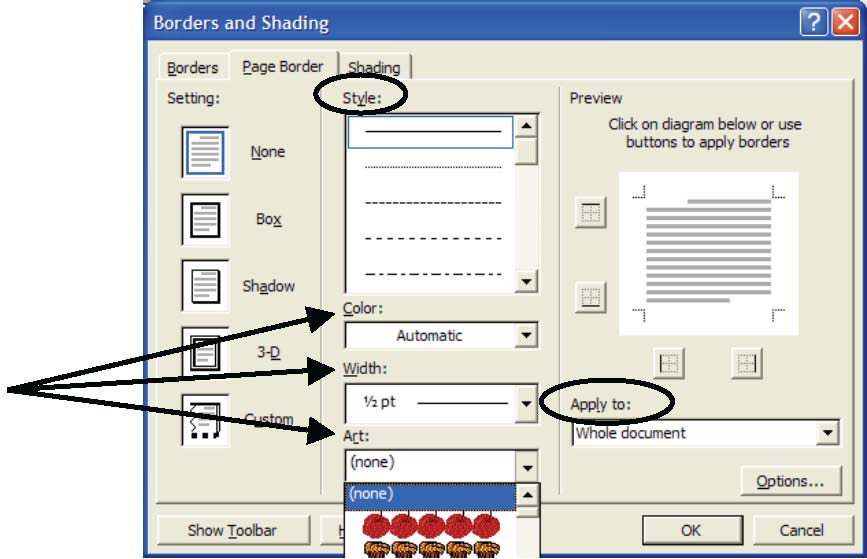 Borders and Shading
Borders
Page Border
Shading
Setting:
None
Box
Shadow
3-D
Custom
Style:
Color:
Automatic
Width:
½ pt
Art:
(none)
(none)
Preview
Click on diagram below or use
buttons to apply borders
Apply to:
Whole document
Options...
Show Toolbar
OK
Cancel